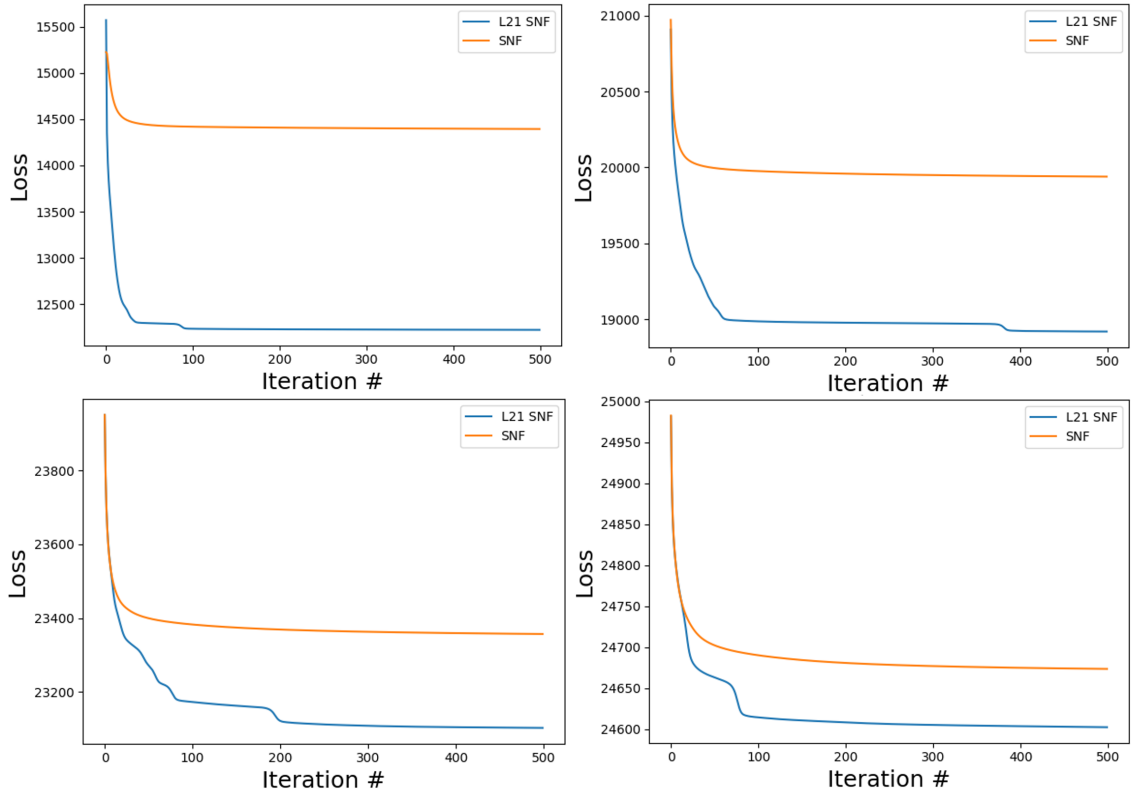 15500
15000
14500
14000
13500
13000
12500
Loss
0 100 200 300 400 500
Iteration #
L21 SNF
SNF
21000
20500
20000
19500
19000
Loss
0 100 200 300 400 500
Iteration #
L21 SNF
SNF
23800
23600
23400
23200
Loss
0 100 200 300 400 500
Iteration #
L21 SNF
SNF
25000
24950
24900
24850
24800
24750
24700
24650
24600
Loss
0 100 200 300 400 500
Iteration #
L21 SNF
SNF